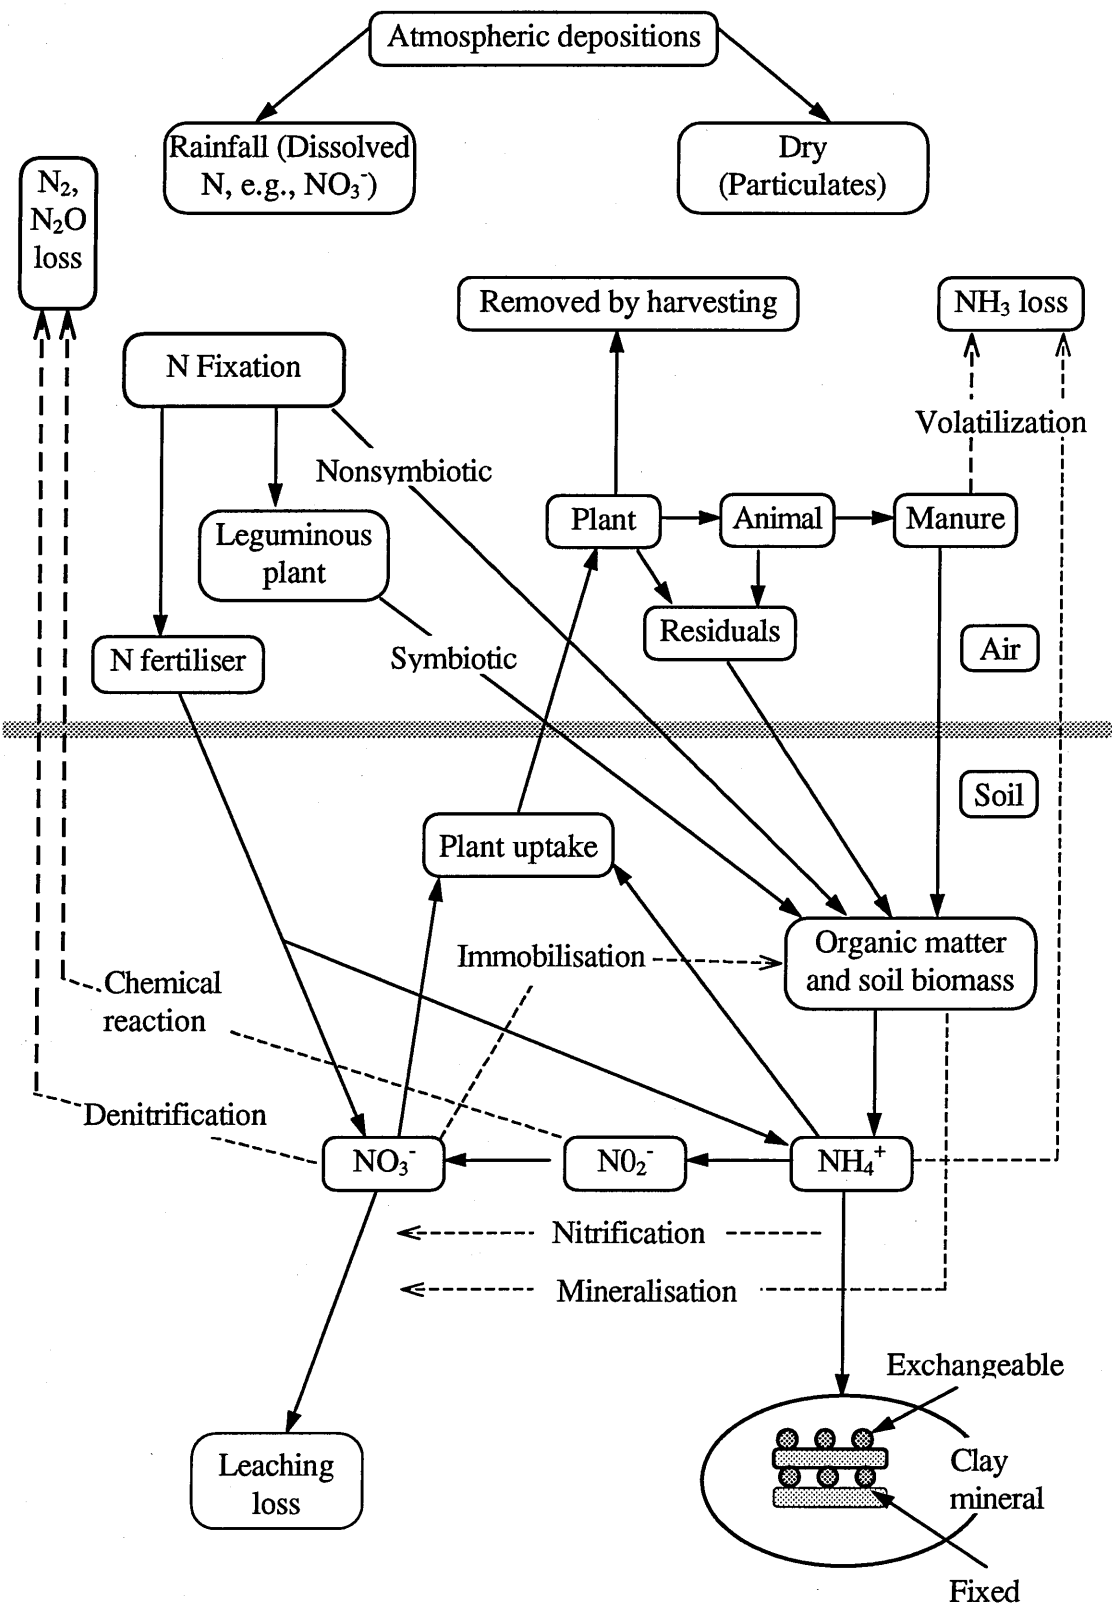 Atmospheric depositions
Rainfall (Dissolved
N, e.g., NO₃⁻)
Dry
(Particulates)
N₂,
N₂O
loss
Removed by harvesting
NH₃ loss
N Fixation
Volatilization
Nonsymbiotic
Plant
Animal
Manure
Leguminous
plant
Residuals
Air
N fertiliser
Symbiotic
Soil
Plant uptake
Organic matter
and soil biomass
Immobilisation
Chemical
reaction
Denitrification
NO₃⁻
N0₂⁻
NH₄⁺
Nitrification
Mineralisation
Exchangeable
Leaching
loss
Clay
mineral
Fixed